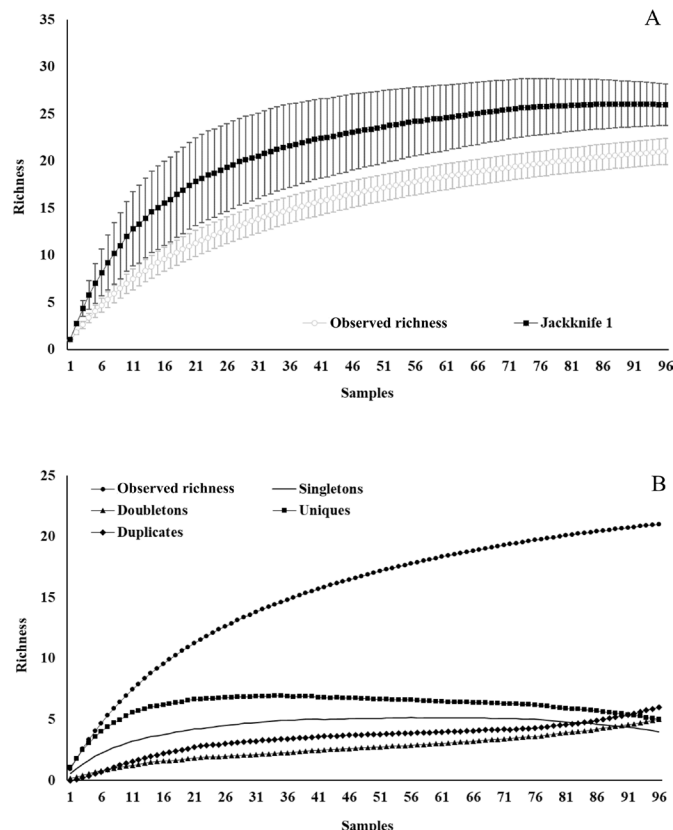 A
35
30
25
20
15
10
5
0
Richness
Observed richness
Jackknife 1
1 6 11 16 21 26 31 36 41 46 51 56 61 66 71 76 81 86 91 96
Samples
B
25
20
15
10
5
0
Richness
Observed richness Singletons
Doubletons Uniques
Duplicates
1 6 11 16 21 26 31 36 41 46 51 56 61 66 71 76 81 86 91 96
Samples